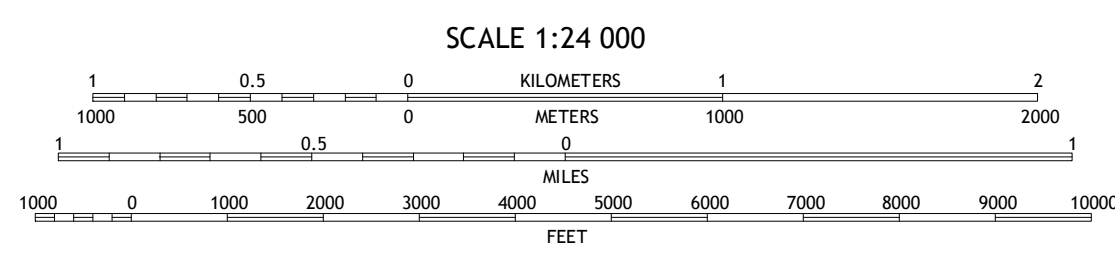 SCALE 1:24 000
1 0.5 0 KILOMETERS 1 2
1000 500 0 METERS 1000 2000
1 0.5 0 1
MILES
1000 0 1000 2000 3000 4000 5000 6000 7000 8000 9000 10000
FEET